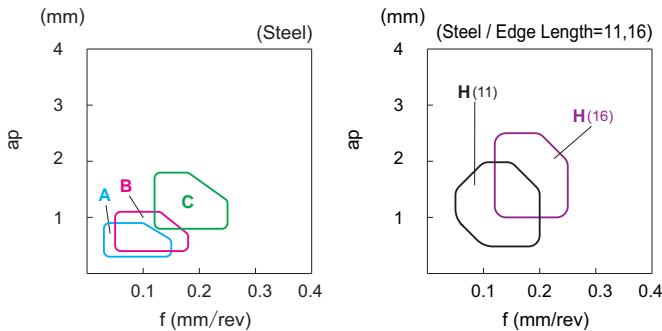 (mm)
(Steel)
4
3
ap
2
B
A
C
1
0.1 0.2 0.3 0.4
f (mm/rev)
(mm)
(Steel / Edge Length=11,16)
4
H(11)
3
H(16)
ap
2
1
0.1 0.2 0.3 0.4
f (mm/rev)